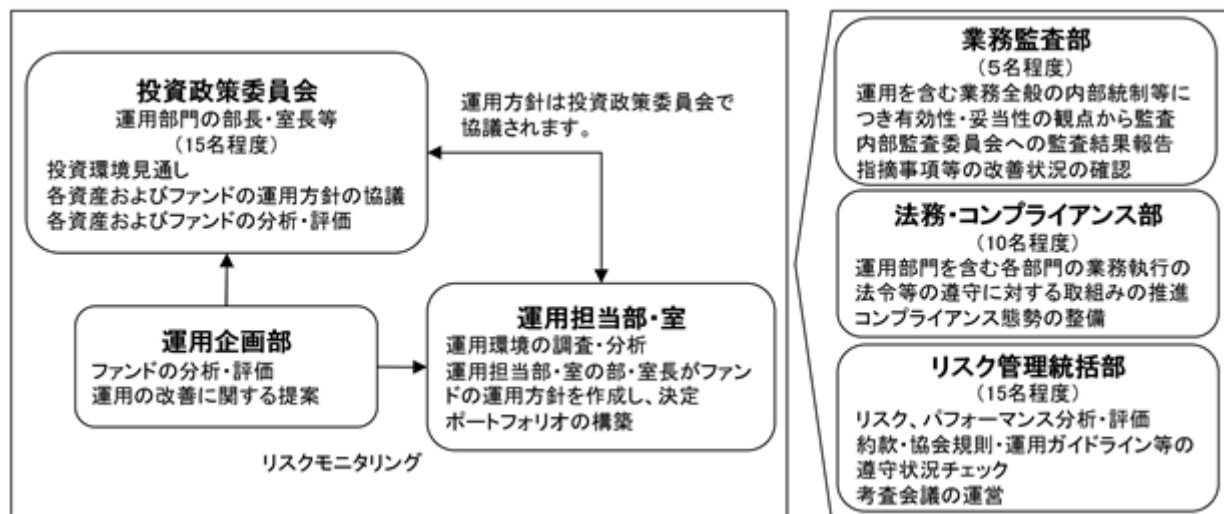 投資政策委員会
運用部門の部長・室長等
(15名程度)
投資環境見通し
各資産およびファンドの運用方針の協議
各資産およびファンドの分析・評価
運用方針は投資政策委員会で
協議されます。
運用企画部
ファンドの分析・評価
運用の改善に関する提案
運用担当部・室
運用環境の調査・分析
運用担当部・室の部・室長がファン
ドの運用方針を作成し、決定
ポートフォリオの構築
リスクモニタリング
業務監査部
(5名程度)
運用を含む業務全般の内部統制等に
つき有効性・妥当性の観点から監査
内部監査委員会への監査結果報告
指摘事項等の改善状況の確認
法務・コンプライアンス部
(10名程度)
運用部門を含む各部門の業務執行の
法令等の遵守に対する取組みの推進
コンプライアンス態勢の整備
リスク管理統括部
(15名程度)
リスク、パフォーマンス分析・評価
約款・協会規則・運用ガイドライン等の
遵守状況チェック
考査会議の運営